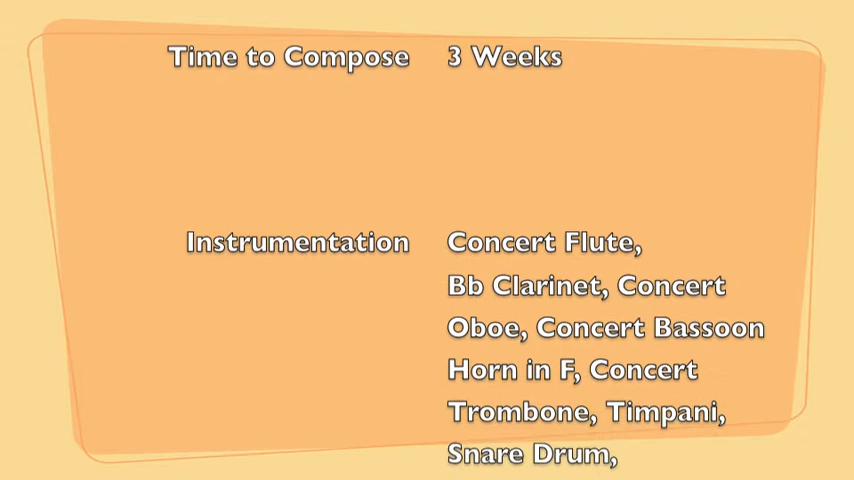 Time to Compose 3 Weeks
Instrumentation Concert Flute,
Bb Clarinet, Concert
Oboe, Concert Bassoon
Horn in F, Concert
Trombone, Timpani,
Snare Drum,